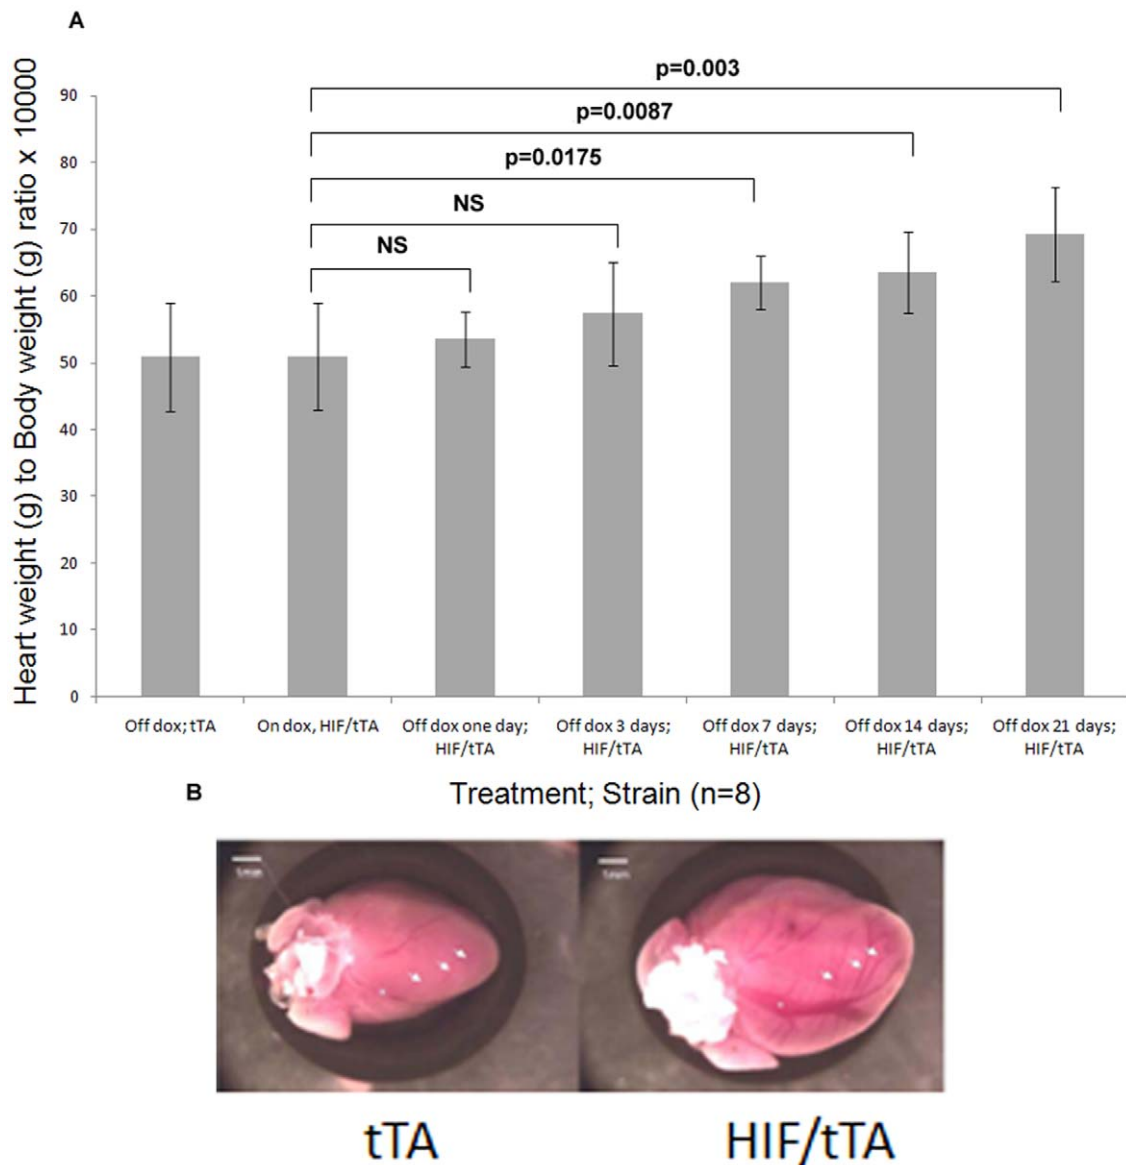 A
Heart weight (g) to Body weight (g) ratio x 10000
90
80
70
60
50
40
30
20
10
0
p=0.003
p=0.0087
p=0.0175
NS
NS
Off dox; tTA
On dox, HIF/tTA
Off dox one day;
HIF/tTA
Off dox 3 days;
HIF/tTA
Off dox 7 days;
HIF/tTA
Off dox 14 days;
HIF/tTA
Off dox 21 days;
HIF/tTA
Treatment; Strain (n=8)
B
1mm
1mm
tTA
HIF/tTA